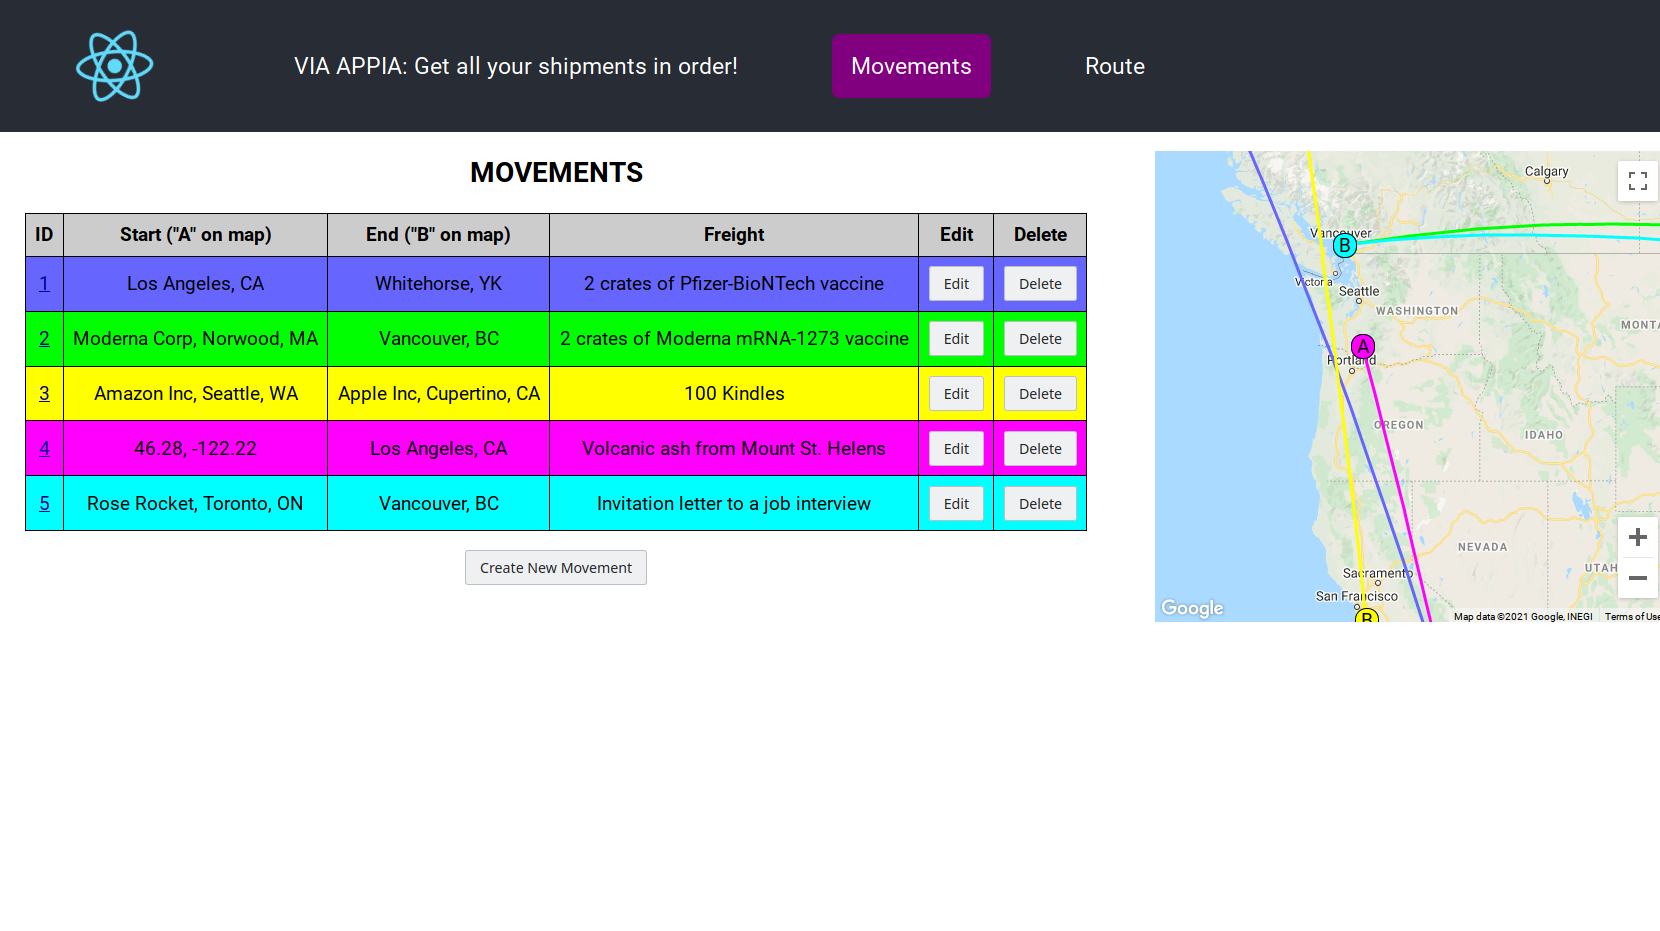 VIA APPIA: Get all your shipments in order!
Movements
Route
MOVEMENTS
ID Start ("A" on map) End ("B" on map) Freight Edit Delete
1 Los Angeles, CA Whitehorse, YK 2 crates of Pfizer-BioNTech vaccine Edit Delete
2 Moderna Corp, Norwood, MA Vancouver, BC 2 crates of Moderna mRNA-1273 vaccine Edit Delete
3 Amazon Inc, Seattle, WA Apple Inc, Cupertino, CA 100 Kindles Edit Delete
4 46.28, -122.22 Los Angeles, CA Volcanic ash from Mount St. Helens Edit Delete
5 Rose Rocket, Toronto, ON Vancouver, BC Invitation letter to a job interview Edit Delete
Create New Movement
Calgary
Vancouver
B
Victoria
Seattle
WASHINGTON
MONTA
A
Portland
OREGON
IDAHO
NEVADA
UTAH
Sacramento
San Francisco
B
Google
Map data ©2021 Google, INEGI
Terms of Use